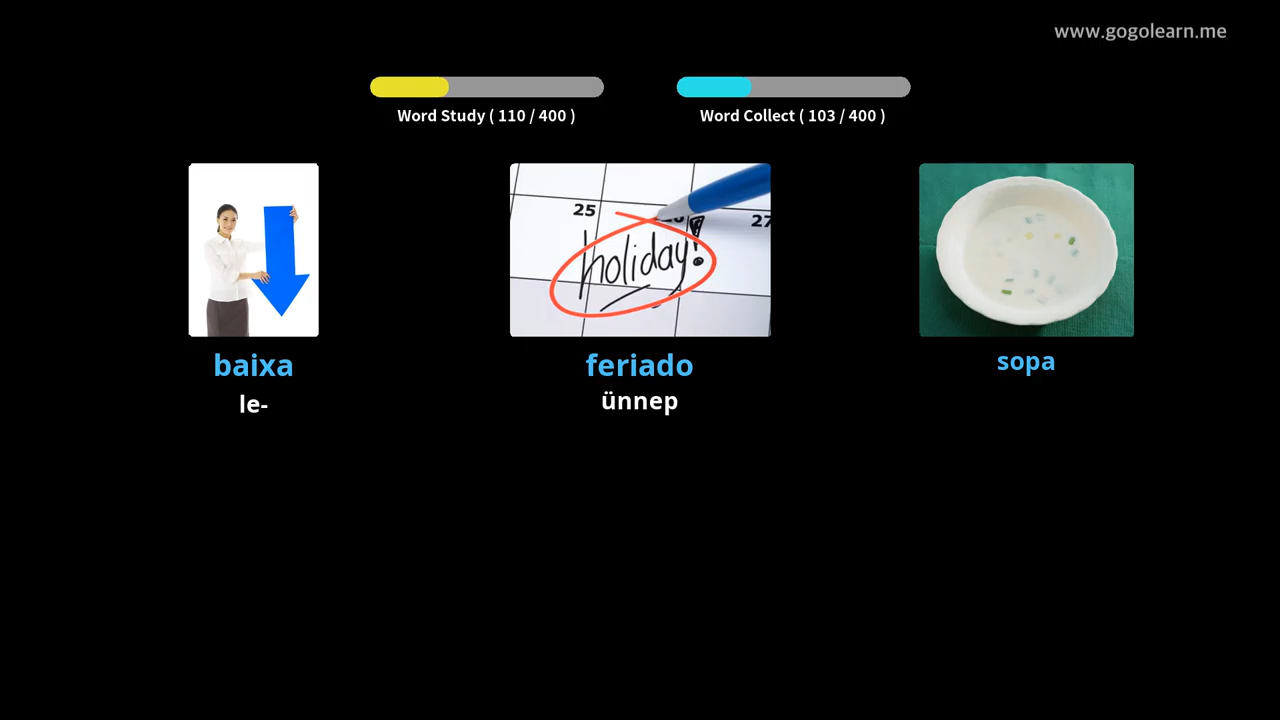 www.gogolearn.me
Word Study ( 110 / 400 )
Word Collect ( 103 / 400 )
25
27
holiday!
baixa
feriado
sopa
le-
ünnep